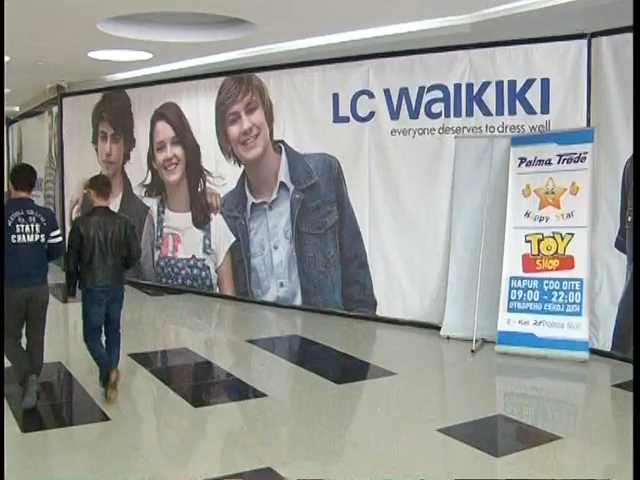 LC WAIKIKI
everyone deserves to dress well
Palma Trade
Happy Star
TOY
SHOP
HAPUR ÇDO DITE
09:00 - 22:00
ОТВОРЕНО СЕКОЈ ДЕН
STATE
CHAMPS